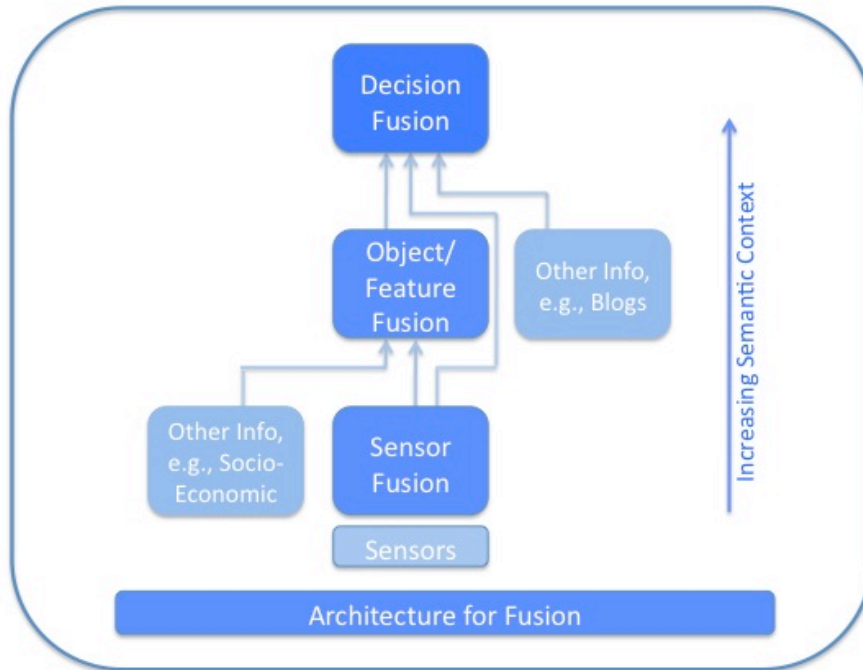 Decision
Fusion
Object/
Feature
Fusion
Other Info,
e.g., Blogs
Increasing Semantic Context
Other Info,
e.g., Socio-
Economic
Sensor
Fusion
Sensors
Architecture for Fusion